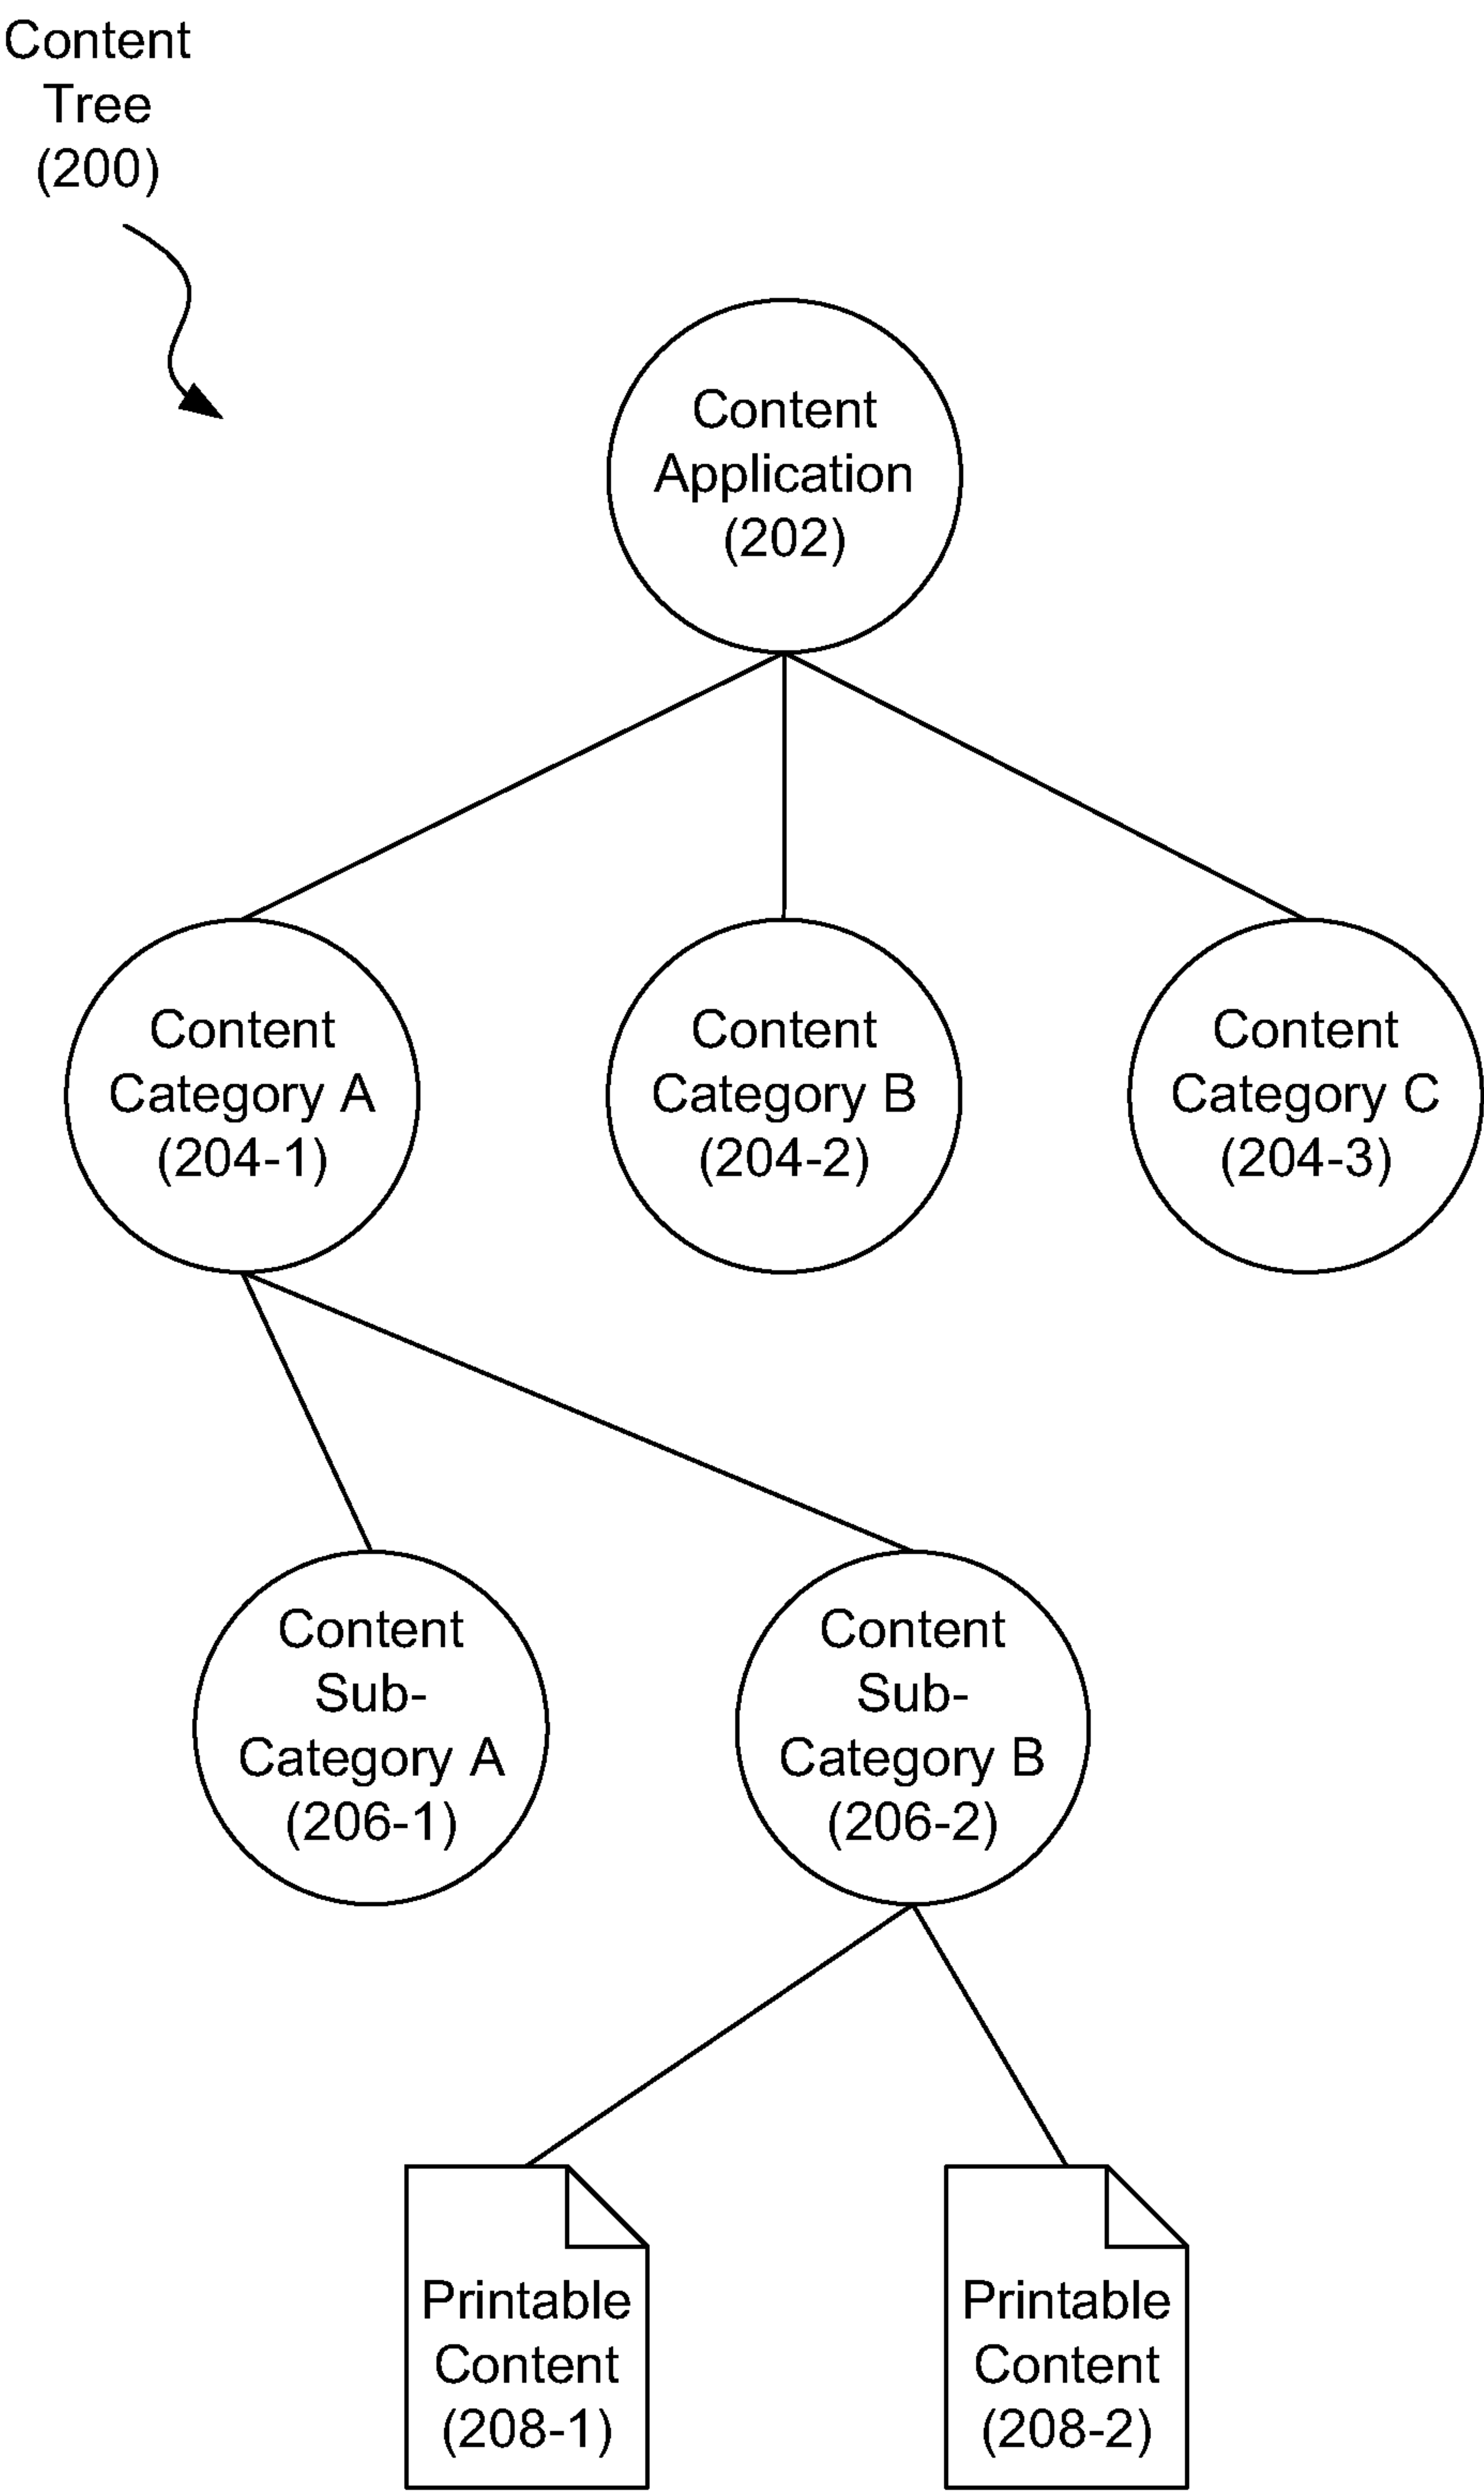 Content
Tree
(200)
Content
Application
(202)
Content
Category A
(204-1)
Content
Category B
(204-2)
Content
Category C
(204-3)
Content
Sub-
Category A
(206-1)
Content
Sub-
Category B
(206-2)
Printable
Content
(208-1)
Printable
Content
(208-2)